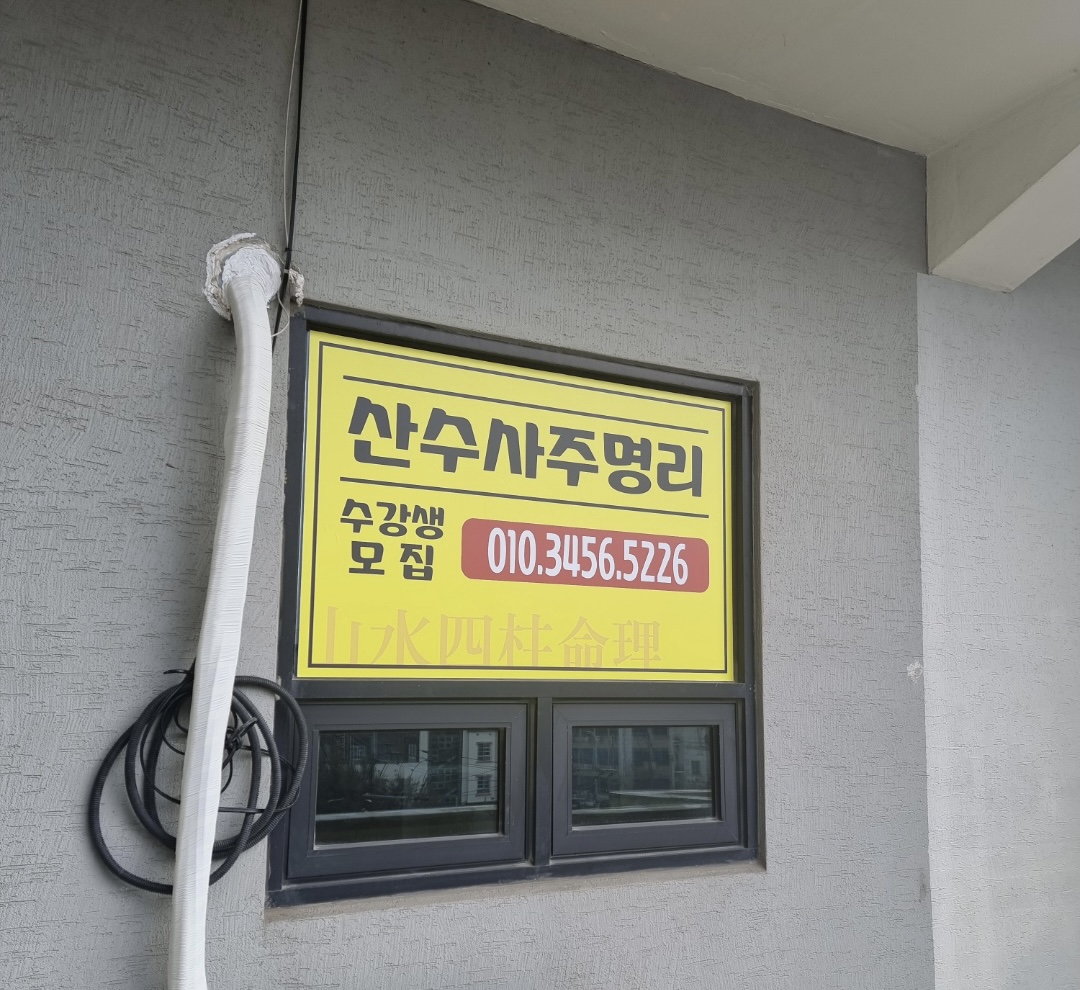 산수사주명리
수강생
모집
010.3456.5226
山水四柱命理